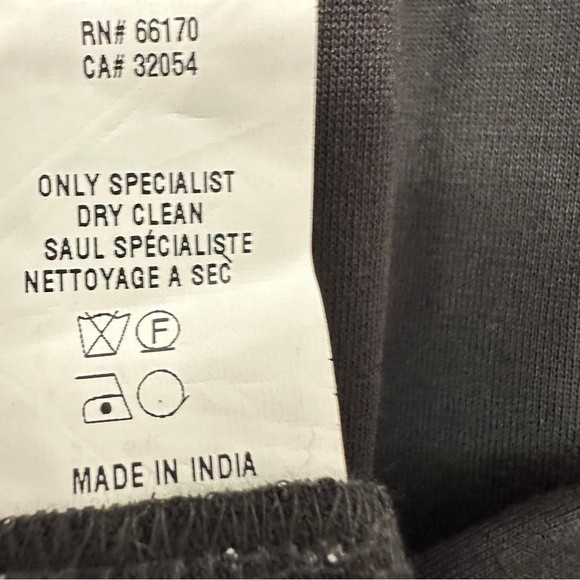 RN# 66170
CA# 32054
ONLY SPECIALIST
DRY CLEAN
SAUL SPÉCIALISTE
NETTOYAGE A SEC
F
MADE IN INDIA